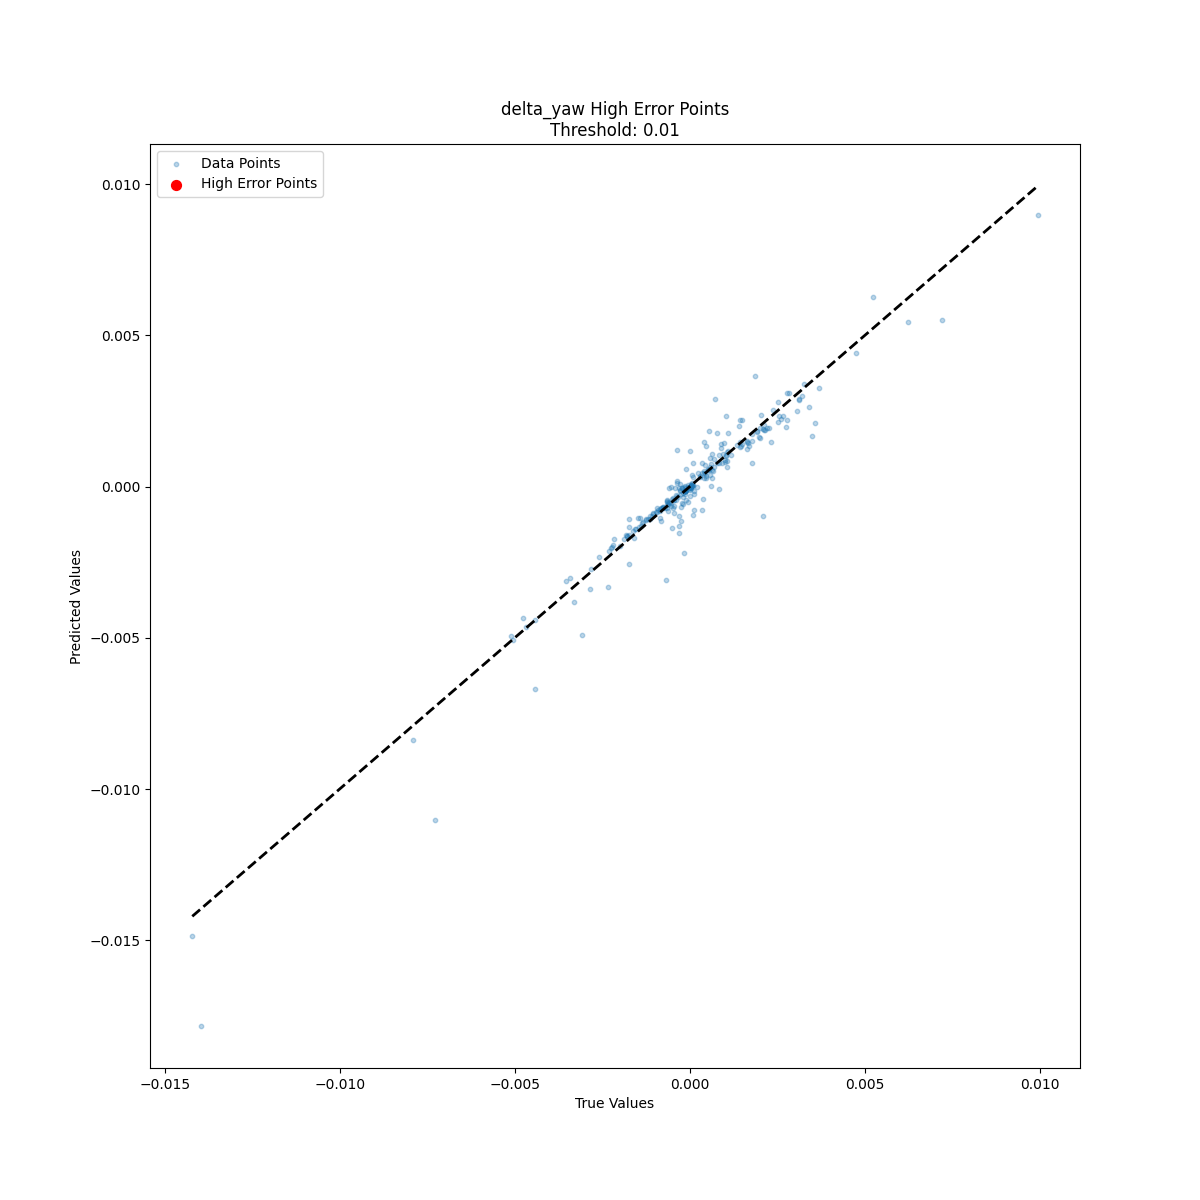 delta_yaw High Error Points
Threshold: 0.01
Data Points
High Error Points
0.010
0.005
0.000
−0.005
−0.010
−0.015
Predicted Values
−0.015
−0.010
−0.005
0.000
0.005
0.010
True Values